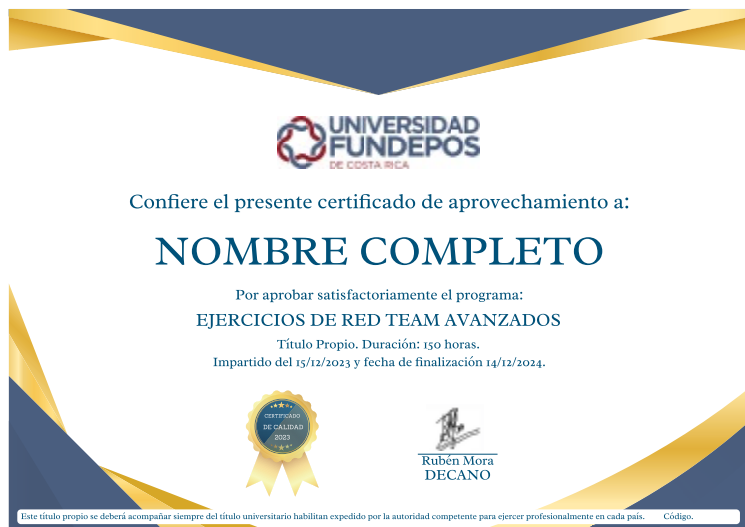 UNIVERSIDAD
FUNDEPOS
DE COSTA RICA
Confiere el presente certificado de aprovechamiento a:
NOMBRE COMPLETO
Por aprobar satisfactoriamente el programa:
EJERCICIOS DE RED TEAM AVANZADOS
Título Propio. Duración: 150 horas.
Impartido del 15/12/2023 y fecha de finalización 14/12/2024.
CERTIFICADO
DE CALIDAD
2023
Rubén Mora
DECANO
Este título propio se deberá acompañar siempre del título universitario habilitan expedido por la autoridad competente para ejercer profesionalmente en cada país. Código.